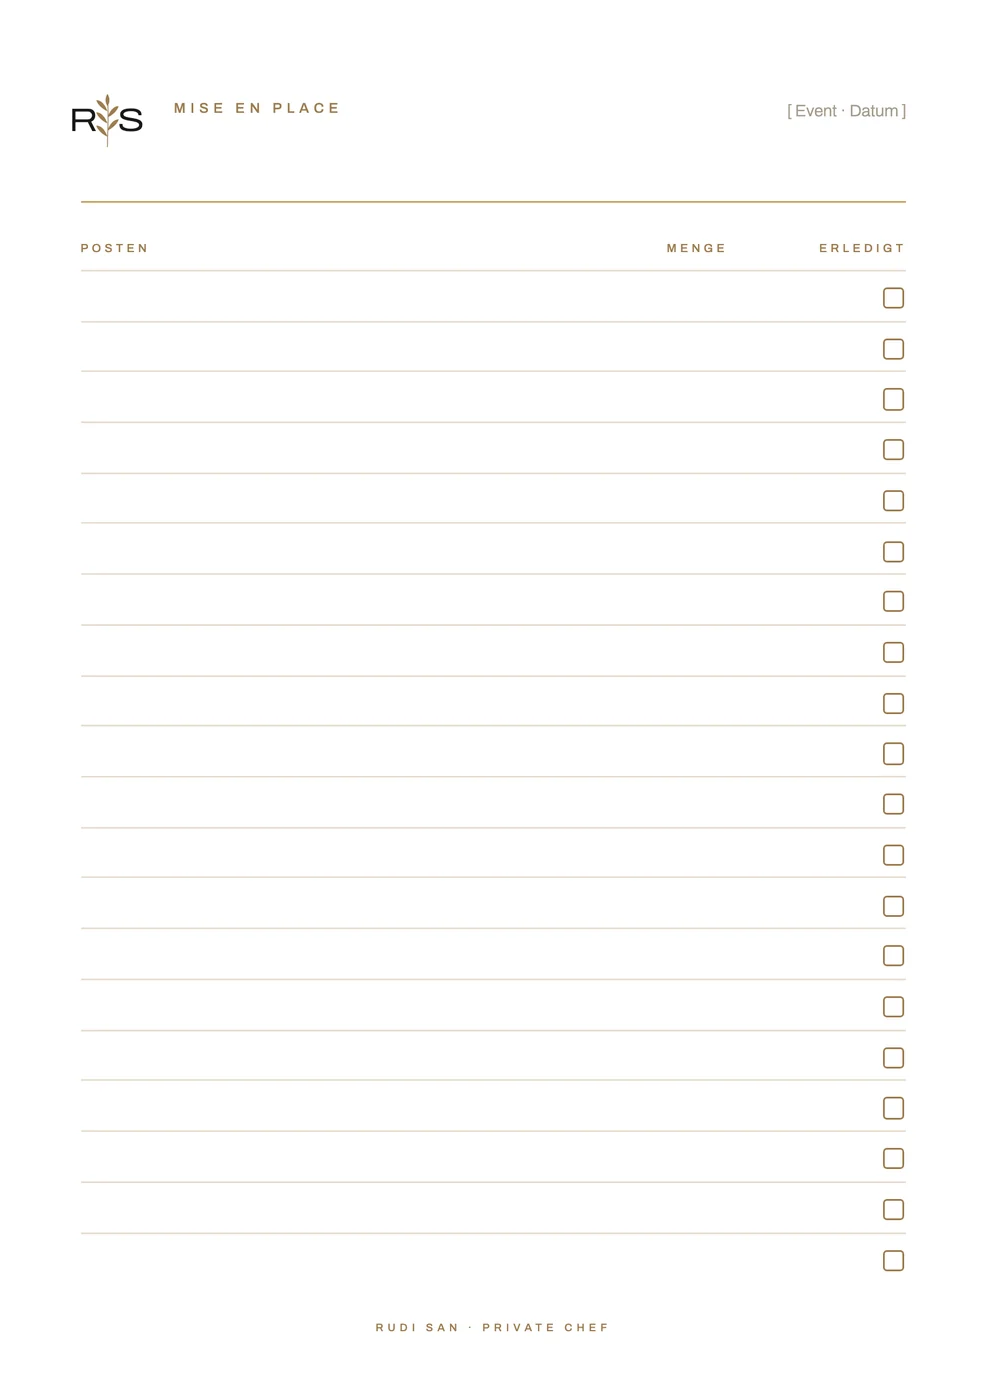 RS
MISE EN PLACE
[ Event · Datum ]
POSTEN MENGE ERLEDIGT
RUDI SAN · PRIVATE CHEF